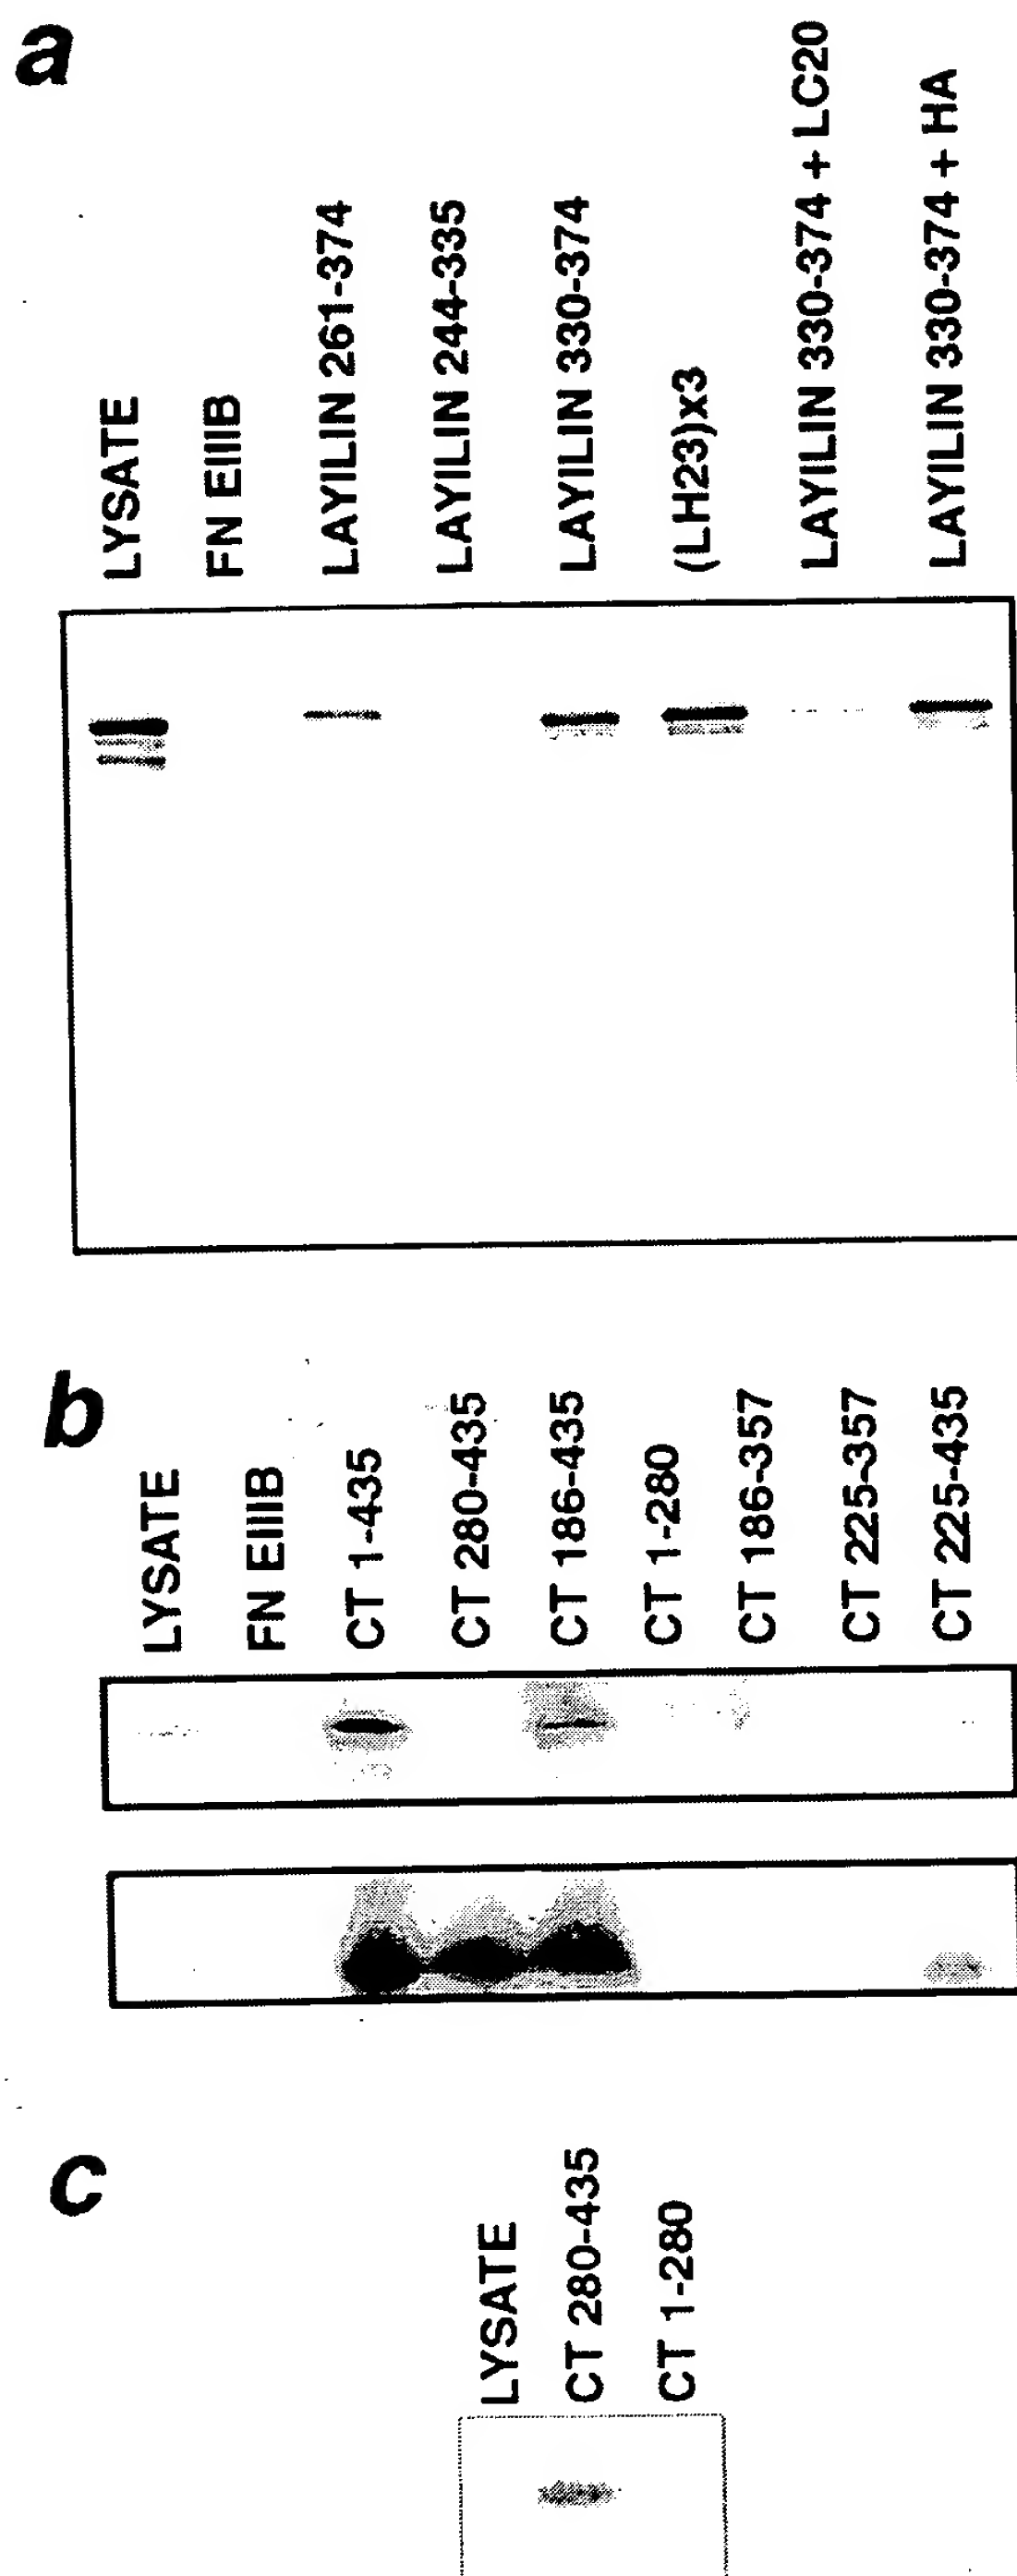 a
LYSATE
FN EIIIB
LAYILIN 261-374
LAYILIN 244-335
LAYILIN 330-374
(LH23)x3
LAYILIN 330-374 + LC20
LAYILIN 330-374 + HA
b
LYSATE
FN EIIIB
CT 1-435
CT 280-435
CT 186-435
CT 1-280
CT 186-357
CT 225-357
CT 225-435
c
LYSATE
CT 280-435
CT 1-280